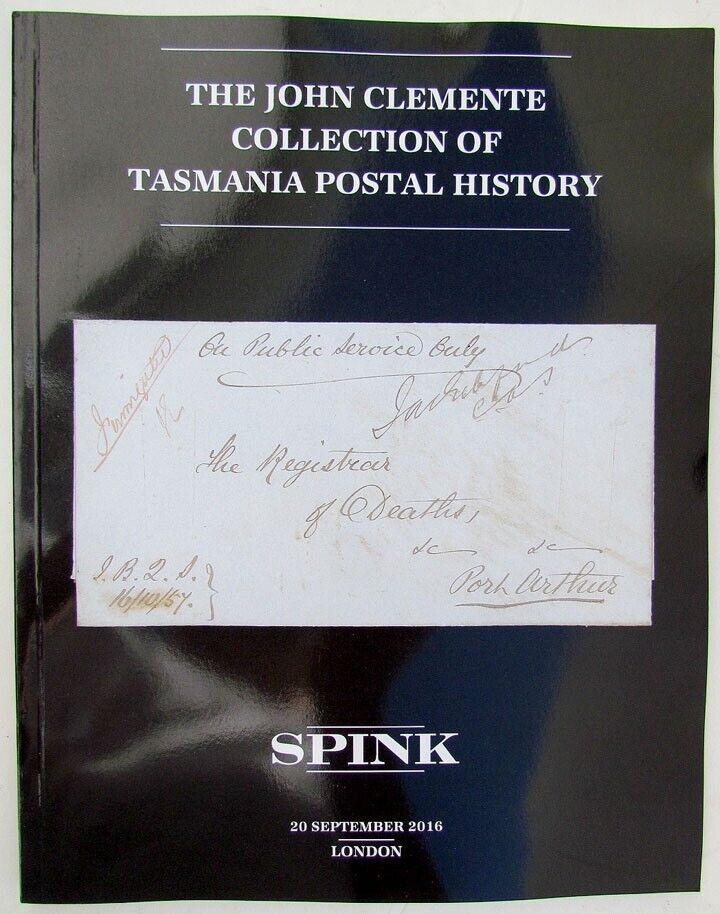 THE JOHN CLEMENTE
COLLECTION OF
TASMANIA POSTAL HISTORY
On Public Service Only
The Registrar
of Deaths,
&c &c
Port Arthur
16/10/57.
SPINK
20 SEPTEMBER 2016
LONDON